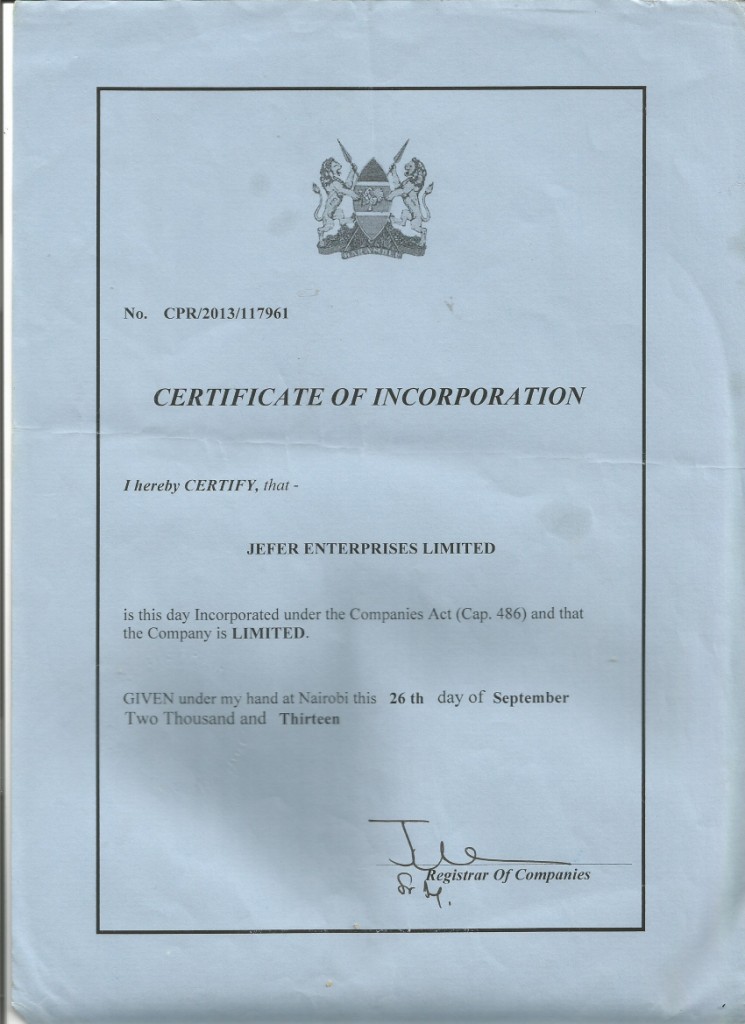 HARAMBEE
No. CPR/2013/117961
CERTIFICATE OF INCORPORATION
I hereby CERTIFY, that -
JEFER ENTERPRISES LIMITED
is this day Incorporated under the Companies Act (Cap. 486) and that
the Company is LIMITED.
GIVEN under my hand at Nairobi this 26 th day of September
Two Thousand and Thirteen
Registrar Of Companies